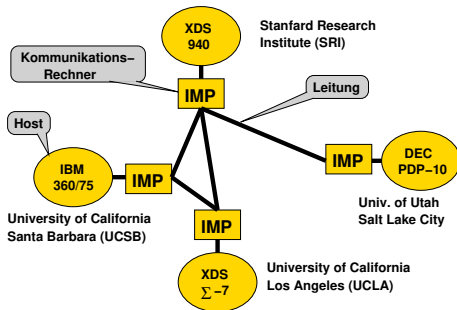 XDS
940
Stanfard Research
Institute (SRI)
Kommunikations−
Rechner
IMP
Leitung
Host
IBM
360/75
IMP
IMP
DEC
PDP−10
University of California
Santa Barbara (UCSB)
IMP
Univ. of Utah
Salt Lake City
XDS
Σ−7
University of California
Los Angeles (UCLA)